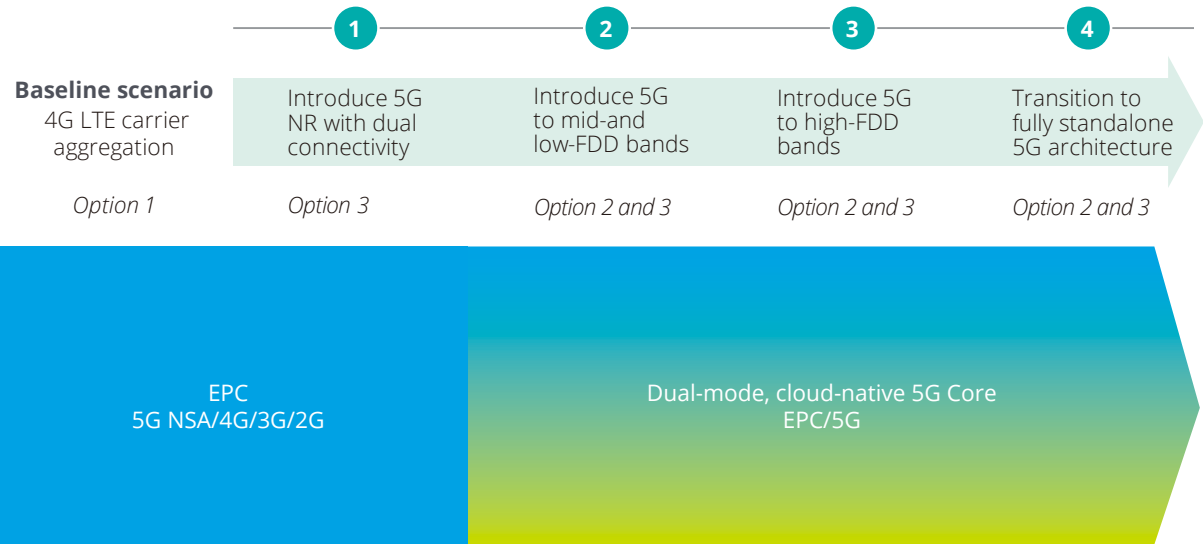 1
2
3
4
Baseline scenario
4G LTE carrier
aggregation
Introduce 5G
NR with dual
connectivity
Introduce 5G
to mid-and
low-FDD bands
Introduce 5G
to high-FDD
bands
Transition to
fully standalone
5G architecture
Option 1
Option 3
Option 2 and 3
Option 2 and 3
Option 2 and 3
EPC
5G NSA/4G/3G/2G
Dual-mode, cloud-native 5G Core
EPC/5G